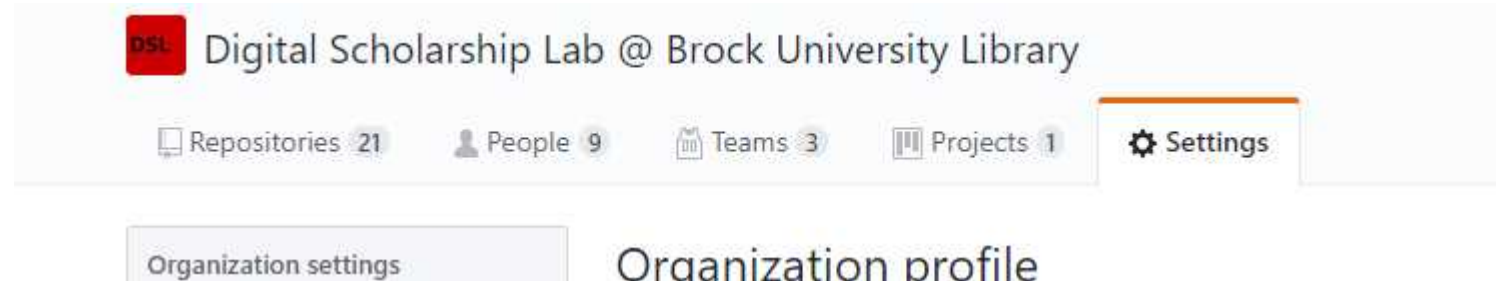 DSL Digital Scholarship Lab @ Brock University Library
Repositories 21 People 9 Teams 3 Projects 1 Settings
Organization settings Organization profile